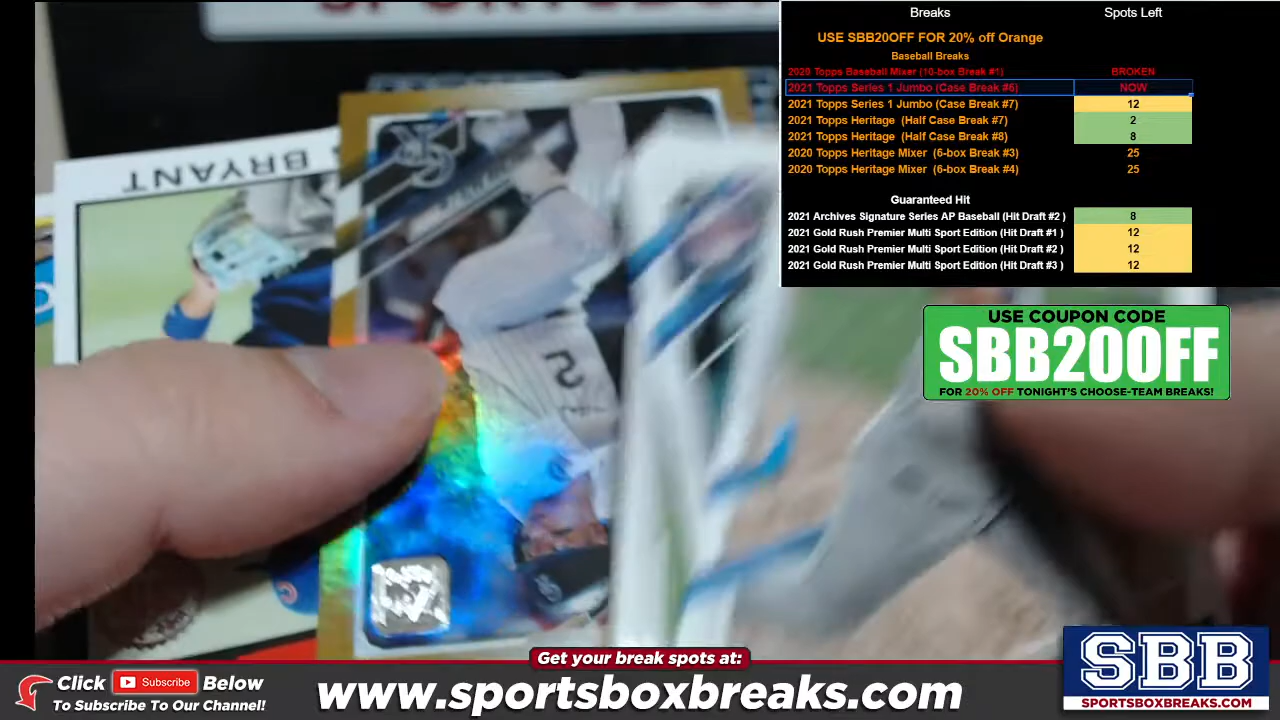 Breaks Spots Left
USE SBB20OFF FOR 20% off Orange
Baseball Breaks
2020 Topps Baseball Mixer (10-box Break #1) BROKEN
2021 Topps Series 1 Jumbo (Case Break #6) NOW
2021 Topps Series 1 Jumbo (Case Break #7) 12
2021 Topps Heritage (Half Case Break #7) 2
2021 Topps Heritage (Half Case Break #8) 8
2020 Topps Heritage Mixer (6-box Break #3) 25
2020 Topps Heritage Mixer (6-box Break #4) 25
Guaranteed Hit
2021 Archives Signature Series AP Baseball (Hit Draft #2 ) 8
2021 Gold Rush Premier Multi Sport Edition (Hit Draft #1 ) 12
2021 Gold Rush Premier Multi Sport Edition (Hit Draft #2 ) 12
2021 Gold Rush Premier Multi Sport Edition (Hit Draft #3 ) 12
BRYANT
2
USE COUPON CODE
SBB20OFF
FOR 20% OFF TONIGHT'S CHOOSE-TEAM BREAKS!
Get your break spots at:
Click Subscribe Below
To Subscribe To Our Channel!
www.sportsboxbreaks.com
SBB
SPORTSBOXBREAKS.COM